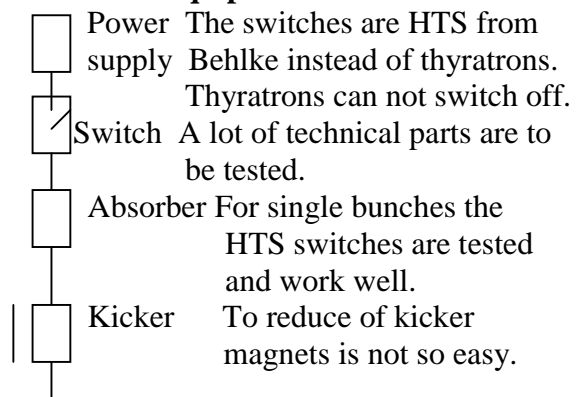 Power The switches are HTS from
supply Behlke instead of thyratrons.
Thyratrons can not switch off.
Switch A lot of technical parts are to
be tested.
Absorber For single bunches the
HTS switches are tested
and work well.
Kicker To reduce of kicker
magnets is not so easy.